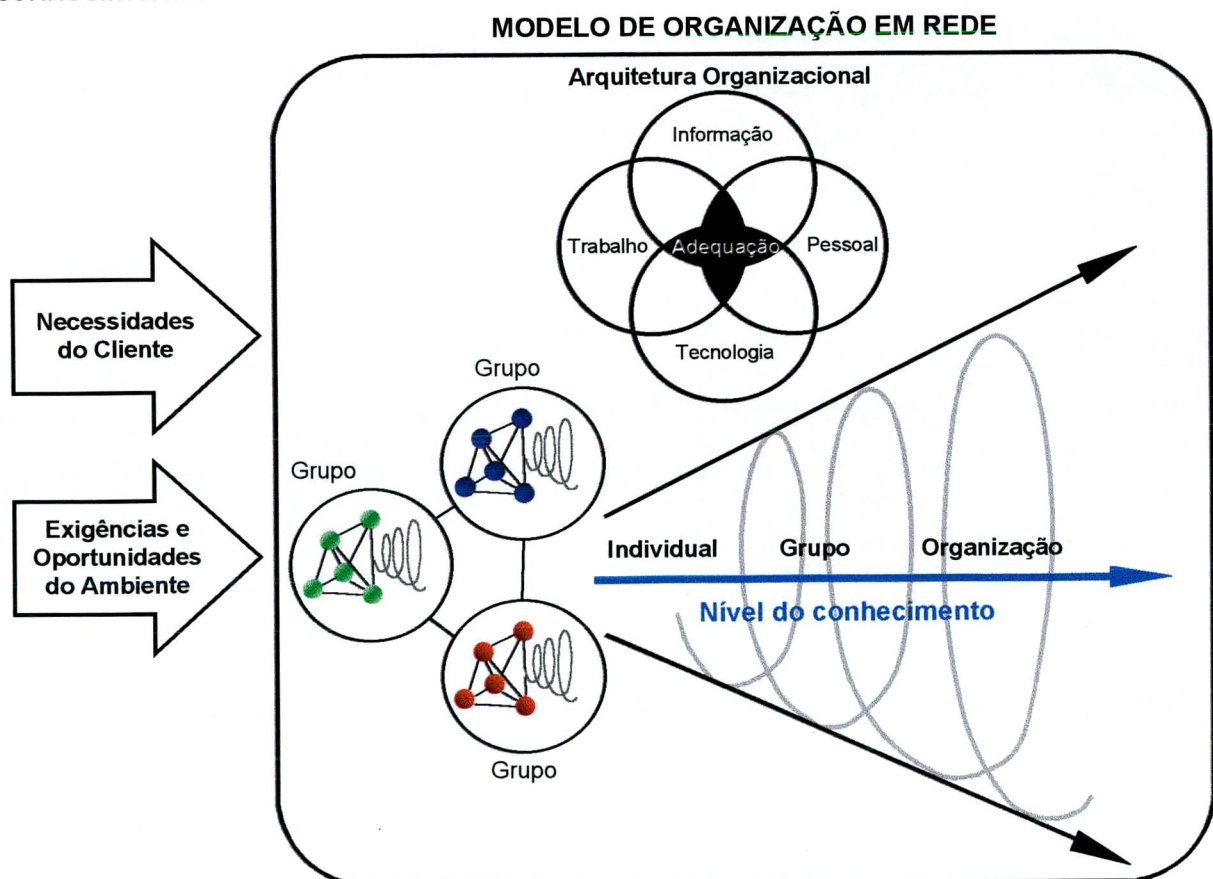 MODELO DE ORGANIZAÇÃO EM REDE
Arquitetura Organizacional
Informação
Trabalho
Adequação
Pessoal
Tecnologia
Necessidades
do Cliente
Exigências e
Oportunidades
do Ambiente
Grupo
Grupo
Grupo
Individual
Grupo
Organização
Nível do conhecimento